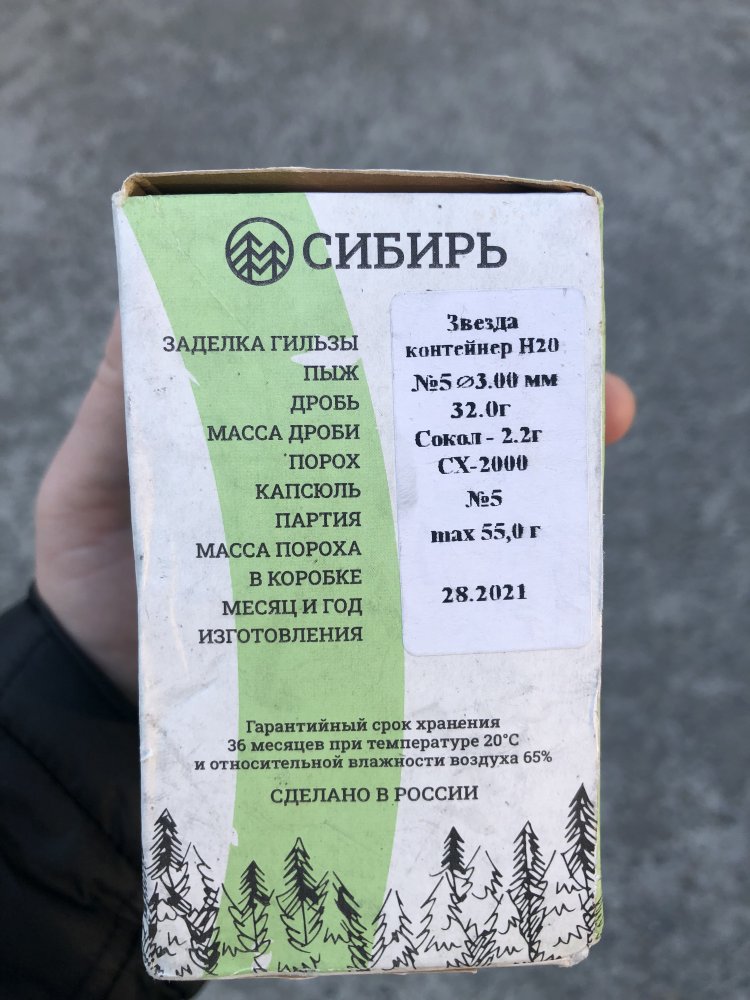 СИБИРЬ
ЗАДЕЛКА ГИЛЬЗЫ
ПЫЖ
ДРОБЬ
МАССА ДРОБИ
ПОРОХ
КАПСЮЛЬ
ПАРТИЯ
МАССА ПОРОХА
В КОРОБКЕ
МЕСЯЦ И ГОД
ИЗГОТОВЛЕНИЯ
Звезда
контейнер Н20
№5 ⌀3.00 мм
32.0г
Сокол - 2.2г
СХ-2000
№5
max 55,0 г
28.2021
Гарантийный срок хранения
36 месяцев при температуре 20°С
и относительной влажности воздуха 65%
СДЕЛАНО В РОССИИ